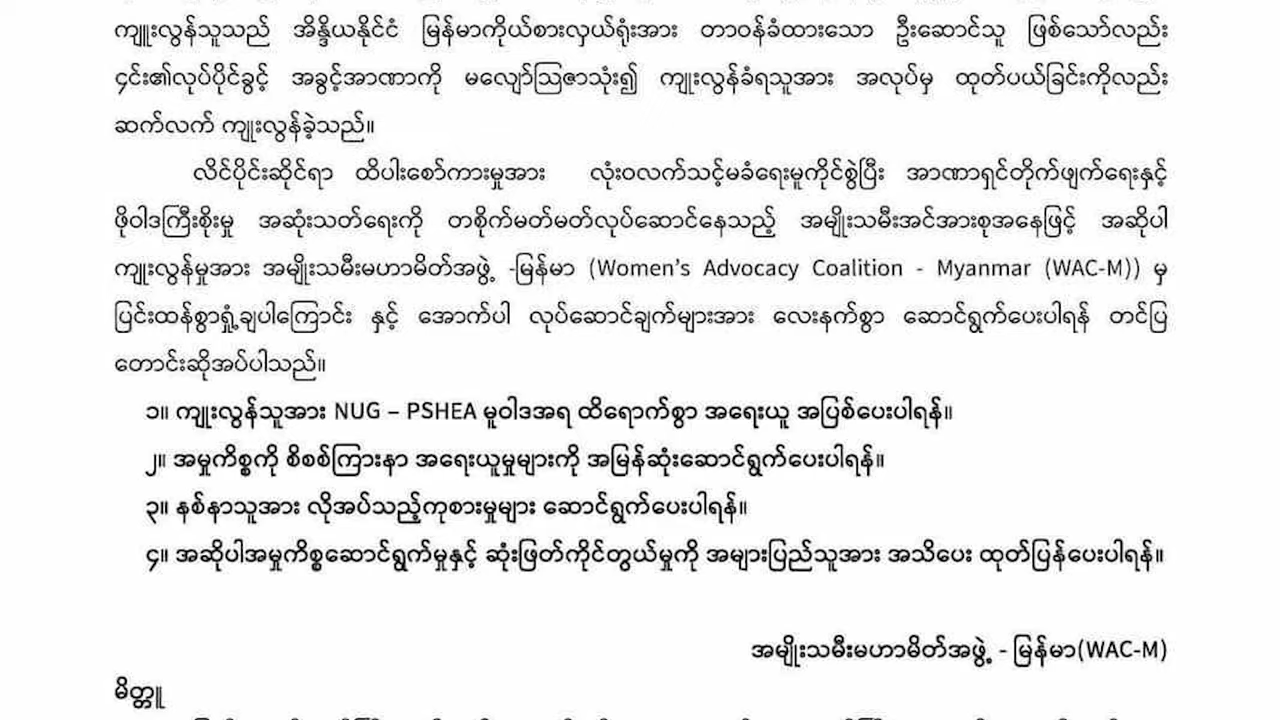 ကျူးလွန်သူသည် အိန္ဒိယနိုင်ငံ မြန်မာကိုယ်စားလှယ်ရုံးအား တာဝန်ခံထားသော ဦးဆောင်သူ ဖြစ်သော်လည်း
၄င်း၏လုပ်ပိုင်ခွင့် အခွင့်အာဏာကို မလျော်သြဇာသုံး၍ ကျူးလွန်ခံရသူအား အလုပ်မှ ထုတ်ပယ်ခြင်းကိုလည်း
ဆက်လက် ကျူးလွန်ခဲ့သည်။
လိင်ပိုင်းဆိုင်ရာ ထိပါးစော်ကားမှုအား လုံးဝလက်သင့်မခံရေးမူကိုင်စွဲပြီး အာဏာရှင်တိုက်ဖျက်ရေးနှင့်
ဖိုဝါဒကြီးစိုးမှု အဆုံးသတ်ရေးကို တစိုက်မတ်မတ်လုပ်ဆောင်နေသည့် အမျိုးသမီးအင်အားစုအနေဖြင့် အဆိုပါ
ကျူးလွန်မှုအား အမျိုးသမီးမဟာမိတ်အဖွဲ့ -မြန်မာ (Women’s Advocacy Coalition - Myanmar (WAC-M)) မှ
ပြင်းထန်စွာရှုံ့ချပါကြောင်း နှင့် အောက်ပါ လုပ်ဆောင်ချက်များအား လေးနက်စွာ ဆောင်ရွက်ပေးပါရန် တင်ပြ
တောင်းဆိုအပ်ပါသည်။
၁။ ကျူးလွန်သူအား NUG – PSHEA မူဝါဒအရ ထိရောက်စွာ အရေးယူ အပြစ်ပေးပါရန်။
၂။ အမှုကိစ္စကို စိစစ်ကြားနာ အရေးယူမှုများကို အမြန်ဆုံးဆောင်ရွက်ပေးပါရန်။
၃။ နစ်နာသူအား လိုအပ်သည့်ကုစားမှုများ ဆောင်ရွက်ပေးပါရန်။
၄။ အဆိုပါအမှုကိစ္စဆောင်ရွက်မှုနှင့် ဆုံးဖြတ်ကိုင်တွယ်မှုကို အများပြည်သူအား အသိပေး ထုတ်ပြန်ပေးပါရန်။
အမျိုးသမီးမဟာမိတ်အဖွဲ့ - မြန်မာ(WAC-M)
မိတ္တူ